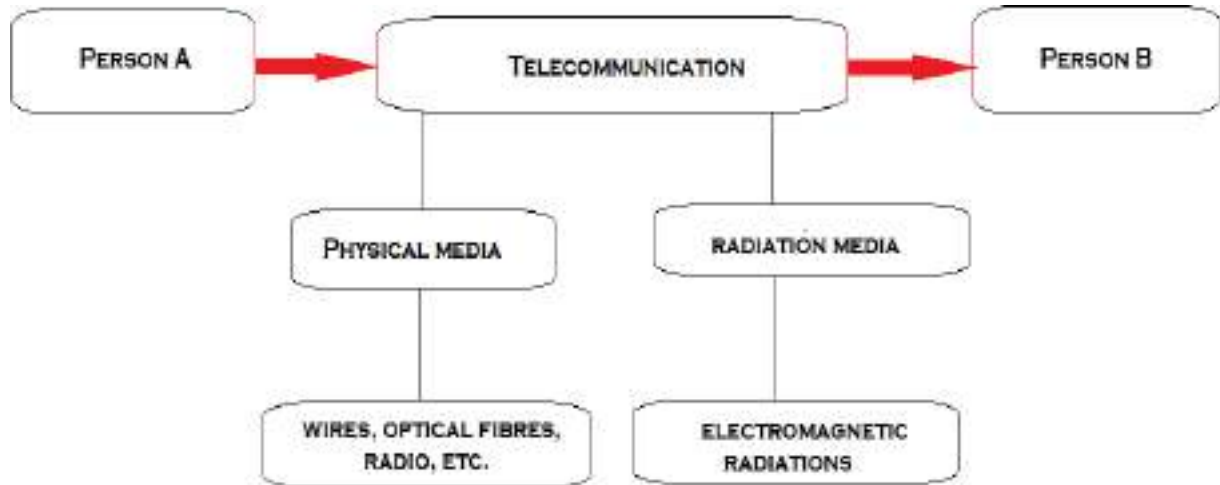 Person A
Telecommunication
Person B
Physical media
radiation media
wires, optical fibres,
radio, etc.
electromagnetic
radiations